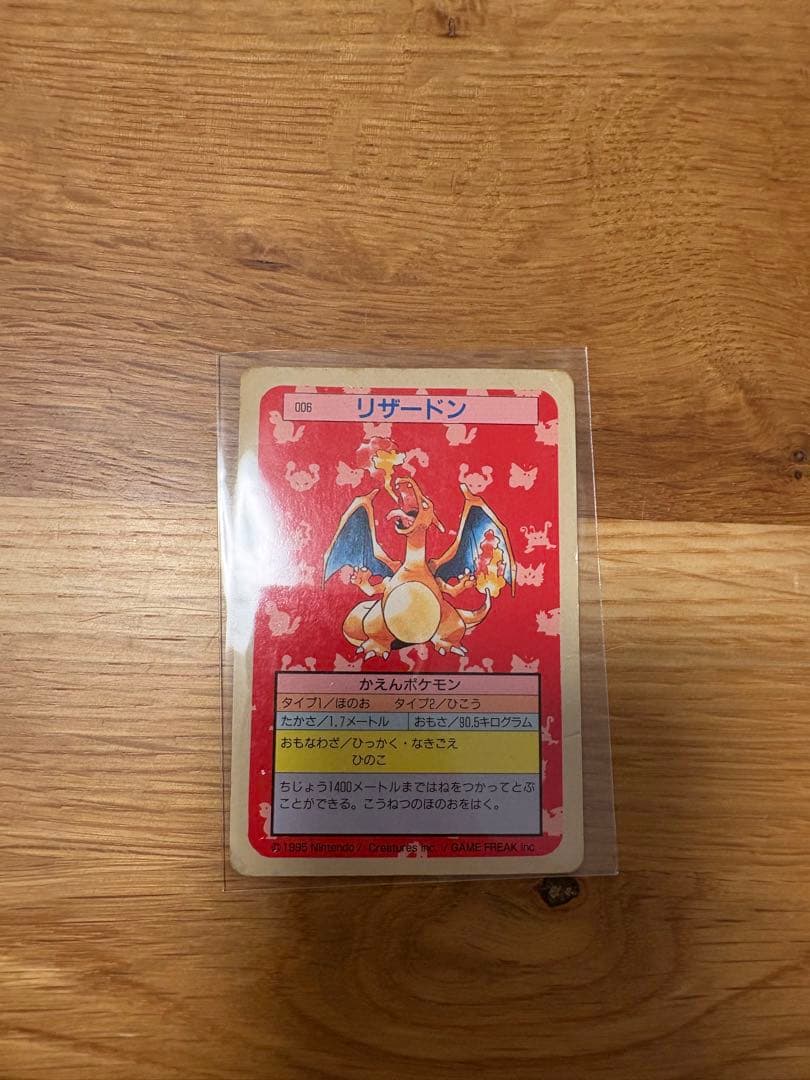 006 リザードン
かえんポケモン
タイプ1／ほのお タイプ2／ひこう
たかさ／1.7メートル おもさ／90.5キログラム
おもなわざ／ひっかく・なきごえ
ひのこ
ちじょう1400メートルまではねをつかってとぶ
ことができる。こうねつのほのおをはく。
© 1995 Nintendo / Creatures inc. / GAME FREAK inc.